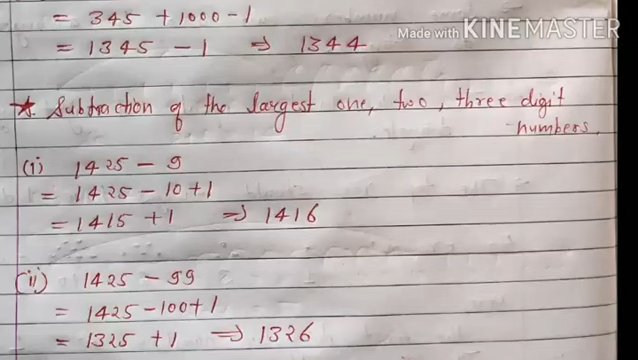 = 345 + 1000 - 1
= 1345 - 1 ⇒ 1344
Made with KINEMASTER
★ Subtraction of the largest one, two, three digit
numbers.
(i) 1425 - 9
= 1425 - 10 + 1
= 1415 + 1 ⇒ 1416
(ii) 1425 - 99
= 1425 - 100 + 1
= 1325 + 1 ⇒ 1326